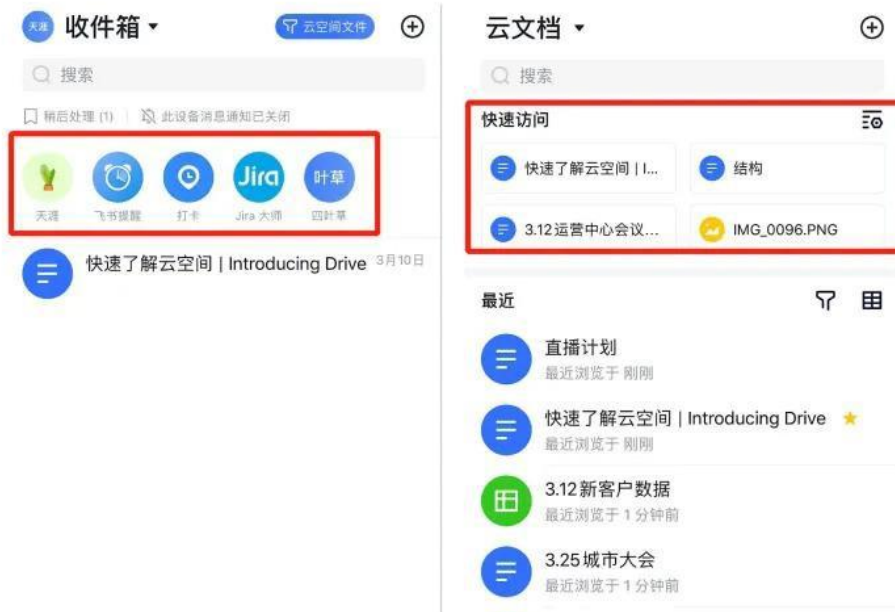 天涯 收件箱 云空间文件
搜索
稍后处理 (1) 此设备消息通知已关闭
Jira 叶草
天涯 飞书提醒 打卡 Jira 大师 四叶草
快速了解云空间 | Introducing Drive 3月10日
云文档
搜索
快速访问
快速了解云空间 | I... 结构
3.12运营中心会议... IMG_0096.PNG
最近
直播计划
最近浏览于 刚刚
快速了解云空间 | Introducing Drive
最近浏览于 刚刚
3.12新客户数据
最近浏览于 1 分钟前
3.25城市大会
最近浏览于 1 分钟前